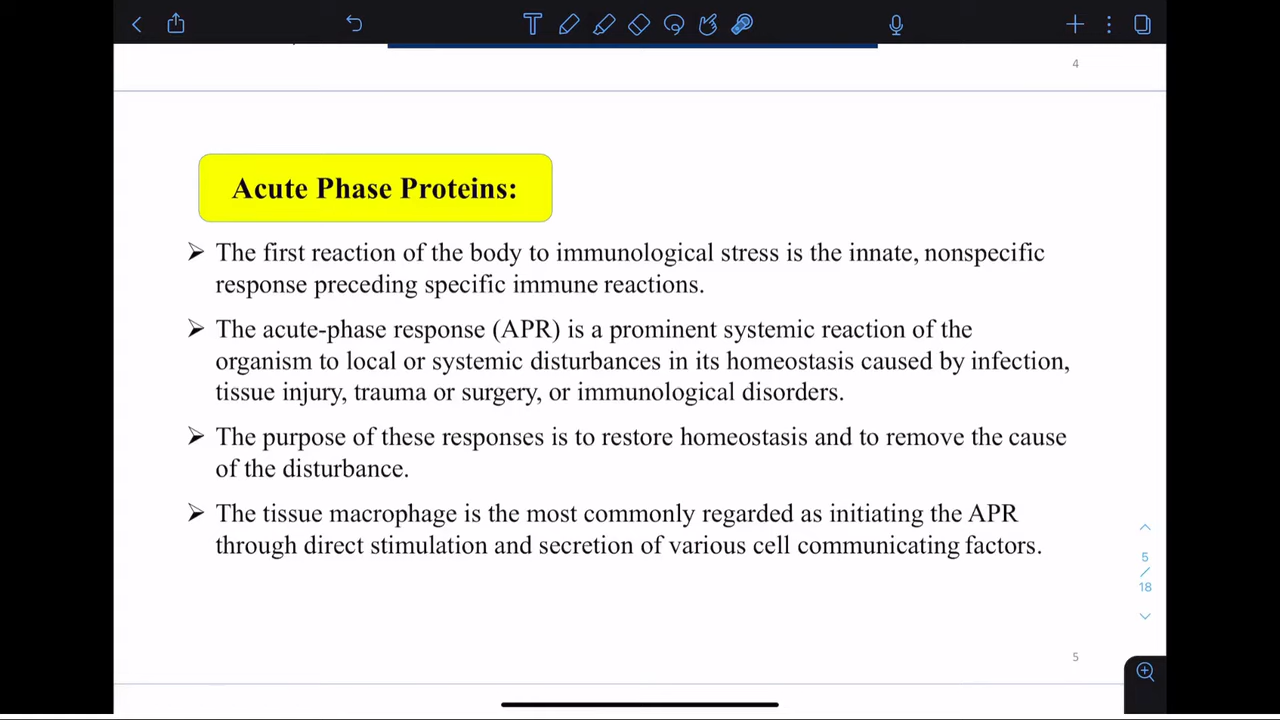 4
Acute Phase Proteins:
➢ The first reaction of the body to immunological stress is the innate, nonspecific
response preceding specific immune reactions.
➢ The acute-phase response (APR) is a prominent systemic reaction of the
organism to local or systemic disturbances in its homeostasis caused by infection,
tissue injury, trauma or surgery, or immunological disorders.
➢ The purpose of these responses is to restore homeostasis and to remove the cause
of the disturbance.
➢ The tissue macrophage is the most commonly regarded as initiating the APR
through direct stimulation and secretion of various cell communicating factors.
5
/
18
5